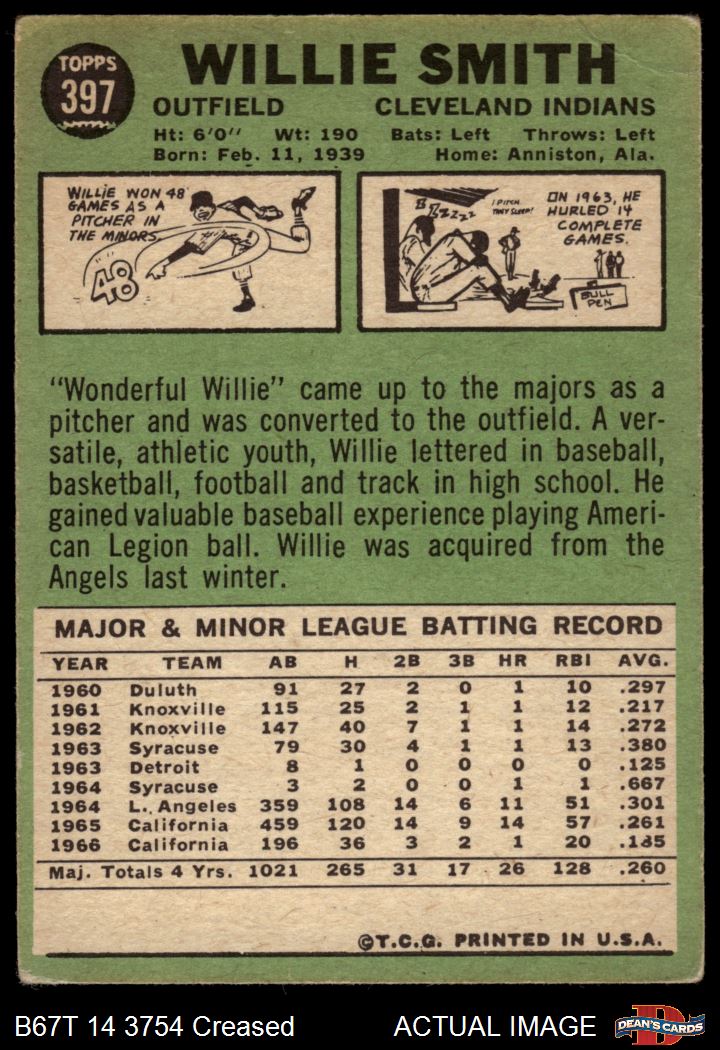 TOPPS
397
WILLIE SMITH
OUTFIELD CLEVELAND INDIANS
Ht: 6'0" Wt: 190 Bats: Left Throws: Left
Born: Feb. 11, 1939 Home: Anniston, Ala.
WILLIE WON 48
GAMES AS A
PITCHER IN
THE MINORS.
48
BZZZZZ
I PITCH
THEY SLEEP!
ON 1963, HE
HURLED 14
COMPLETE
GAMES.
BULL
PEN
"Wonderful Willie" came up to the majors as a
pitcher and was converted to the outfield. A ver-
satile, athletic youth, Willie lettered in baseball,
basketball, football and track in high school. He
gained valuable baseball experience playing Ameri-
can Legion ball. Willie was acquired from the
Angels last winter.
MAJOR & MINOR LEAGUE BATTING RECORD
YEAR TEAM AB H 2B 3B HR RBI AVG.
1960 Duluth 91 27 2 0 1 10 .297
1961 Knoxville 115 25 2 1 1 12 .217
1962 Knoxville 147 40 7 1 1 14 .272
1963 Syracuse 79 30 4 1 1 13 .380
1963 Detroit 8 1 0 0 0 0 .125
1964 Syracuse 3 2 0 0 1 1 .667
1964 L. Angeles 359 108 14 6 11 51 .301
1965 California 459 120 14 9 14 57 .261
1966 California 196 36 3 2 1 20 .185
Maj. Totals 4 Yrs. 1021 265 31 17 26 128 .260
©T.C.G. PRINTED IN U.S.A.
B67T 14 3754 Creased ACTUAL IMAGE
D
DEAN'S CARDS